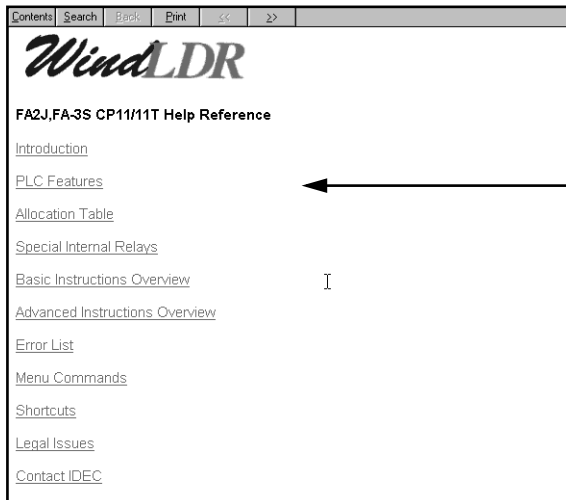 Contents Search Back Print << >>
WindLDR
FA2J,FA-3S CP11/11T Help Reference
Introduction
PLC Features
Allocation Table
Special Internal Relays
Basic Instructions Overview
Advanced Instructions Overview
Error List
Menu Commands
Shortcuts
Legal Issues
Contact IDEC